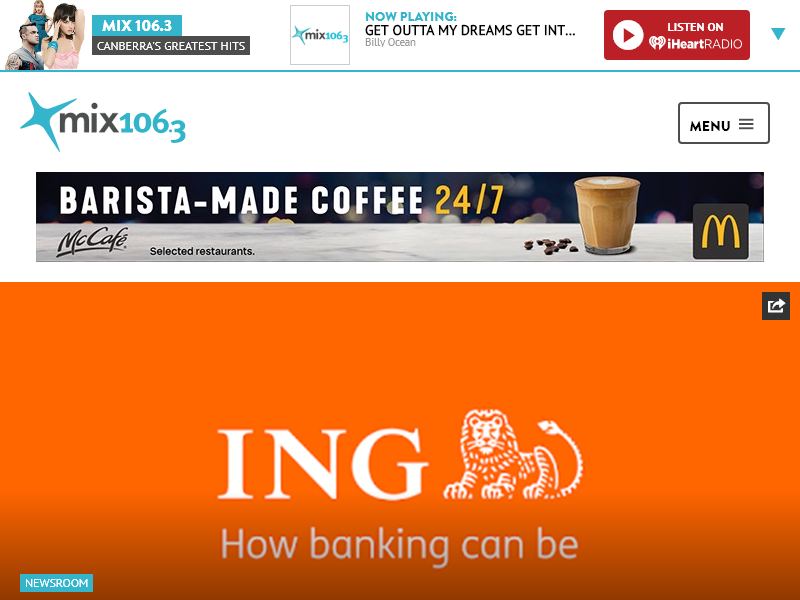 MIX 106.3
CANBERRA'S GREATEST HITS
mix106.3
NOW PLAYING:
GET OUTTA MY DREAMS GET INT...
Billy Ocean
LISTEN ON
iHeartRADIO
mix106.3
MENU
BARISTA-MADE COFFEE 24/7
McCafé
Selected restaurants.
ING
How banking can be
NEWSROOM